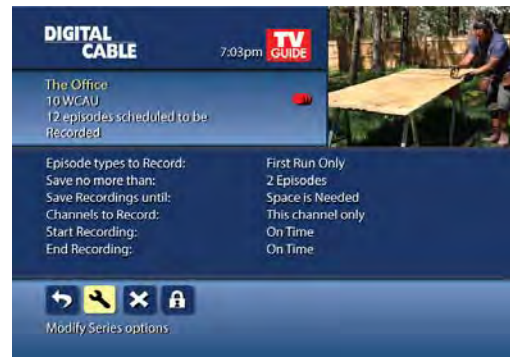 DIGITAL
CABLE
7:03pm
TV
GUIDE
The Office
10 WCAU
12 episodes scheduled to be
Recorded
Episode types to Record: First Run Only
Save no more than: 2 Episodes
Save Recordings until: Space is Needed
Channels to Record: This channel only
Start Recording: On Time
End Recording: On Time
Modify Series options